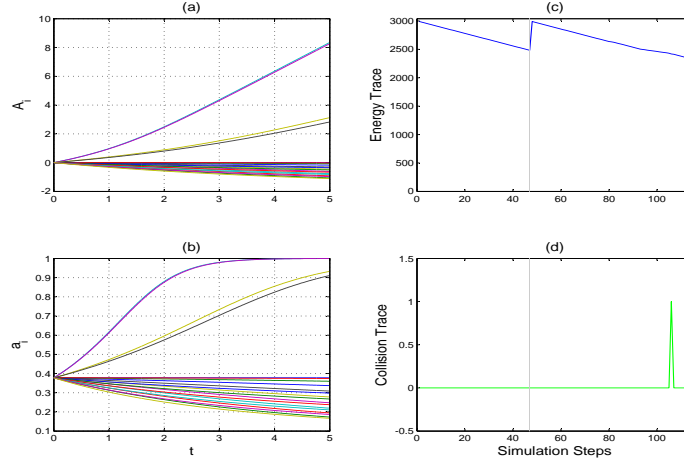 (a)
10
8
6
4
2
0
-2
A_i
0 1 2 3 4 5
(c)
3000
2500
2000
1500
1000
500
0
Energy Trace
0 20 40 60 80 100
(b)
1
0.9
0.8
0.7
0.6
0.5
0.4
0.3
0.2
0.1
a_i
0 1 2 3 4 5
t
(d)
1.5
1
0.5
0
-0.5
Collision Trace
0 20 40 60 80 100
Simulation Steps